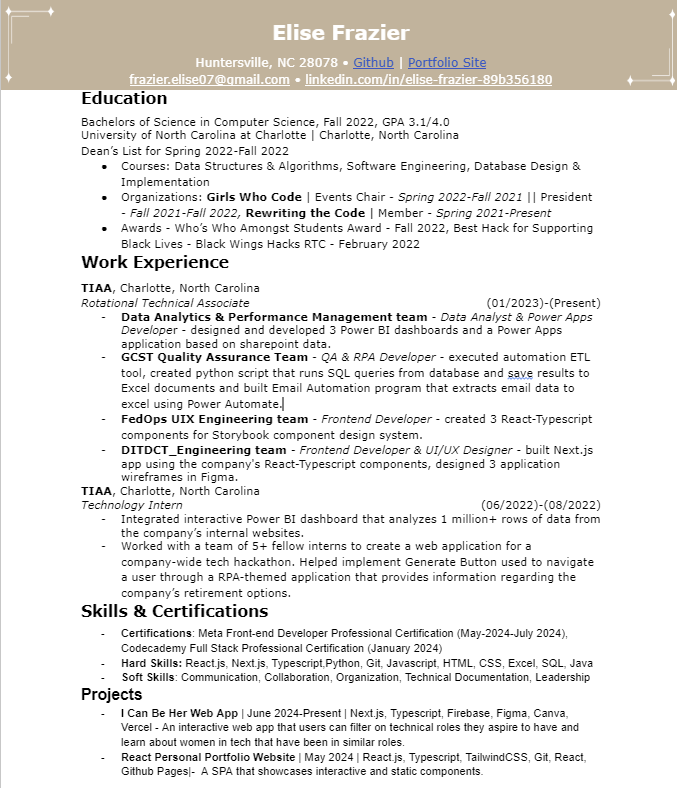 Elise Frazier
Huntersville, NC 28078 • Github | Portfolio Site
frazier.elise07@gmail.com • linkedin.com/in/elise-frazier-89b356180
Education
Bachelors of Science in Computer Science, Fall 2022, GPA 3.1/4.0
University of North Carolina at Charlotte | Charlotte, North Carolina
Dean’s List for Spring 2022-Fall 2022
• Courses: Data Structures & Algorithms, Software Engineering, Database Design &
Implementation
• Organizations: Girls Who Code | Events Chair - Spring 2022-Fall 2021 || President
- Fall 2021-Fall 2022, Rewriting the Code | Member - Spring 2021-Present
• Awards - Who’s Who Amongst Students Award - Fall 2022, Best Hack for Supporting
Black Lives - Black Wings Hacks RTC - February 2022
Work Experience
TIAA, Charlotte, North Carolina
Rotational Technical Associate (01/2023)-(Present)
- Data Analytics & Performance Management team - Data Analyst & Power Apps
Developer - designed and developed 3 Power BI dashboards and a Power Apps
application based on sharepoint data.
- GCST Quality Assurance Team - QA & RPA Developer - executed automation ETL
tool, created python script that runs SQL queries from database and save results to
Excel documents and built Email Automation program that extracts email data to
excel using Power Automate.
- FedOps UIX Engineering team - Frontend Developer - created 3 React-Typescript
components for Storybook component design system.
- DITDCT_Engineering team - Frontend Developer & UI/UX Designer - built Next.js
app using the company's React-Typescript components, designed 3 application
wireframes in Figma.
TIAA, Charlotte, North Carolina
Technology Intern (06/2022)-(08/2022)
- Integrated interactive Power BI dashboard that analyzes 1 million+ rows of data from
the company’s internal websites.
- Worked with a team of 5+ fellow interns to create a web application for a
company-wide tech hackathon. Helped implement Generate Button used to navigate
a user through a RPA-themed application that provides information regarding the
company’s retirement options.
Skills & Certifications
- Certifications: Meta Front-end Developer Professional Certification (May-2024-July 2024),
Codecademy Full Stack Professional Certification (January 2024)
- Hard Skills: React.js, Next.js, Typescript,Python, Git, Javascript, HTML, CSS, Excel, SQL, Java
- Soft Skills: Communication, Collaboration, Organization, Technical Documentation, Leadership
Projects
- I Can Be Her Web App | June 2024-Present | Next.js, Typescript, Firebase, Figma, Canva,
Vercel - An interactive web app that users can filter on technical roles they aspire to have and
learn about women in tech that have been in similar roles.
- React Personal Portfolio Website | May 2024 | React.js, Typescript, TailwindCSS, Git, React,
Github Pages|- A SPA that showcases interactive and static components.